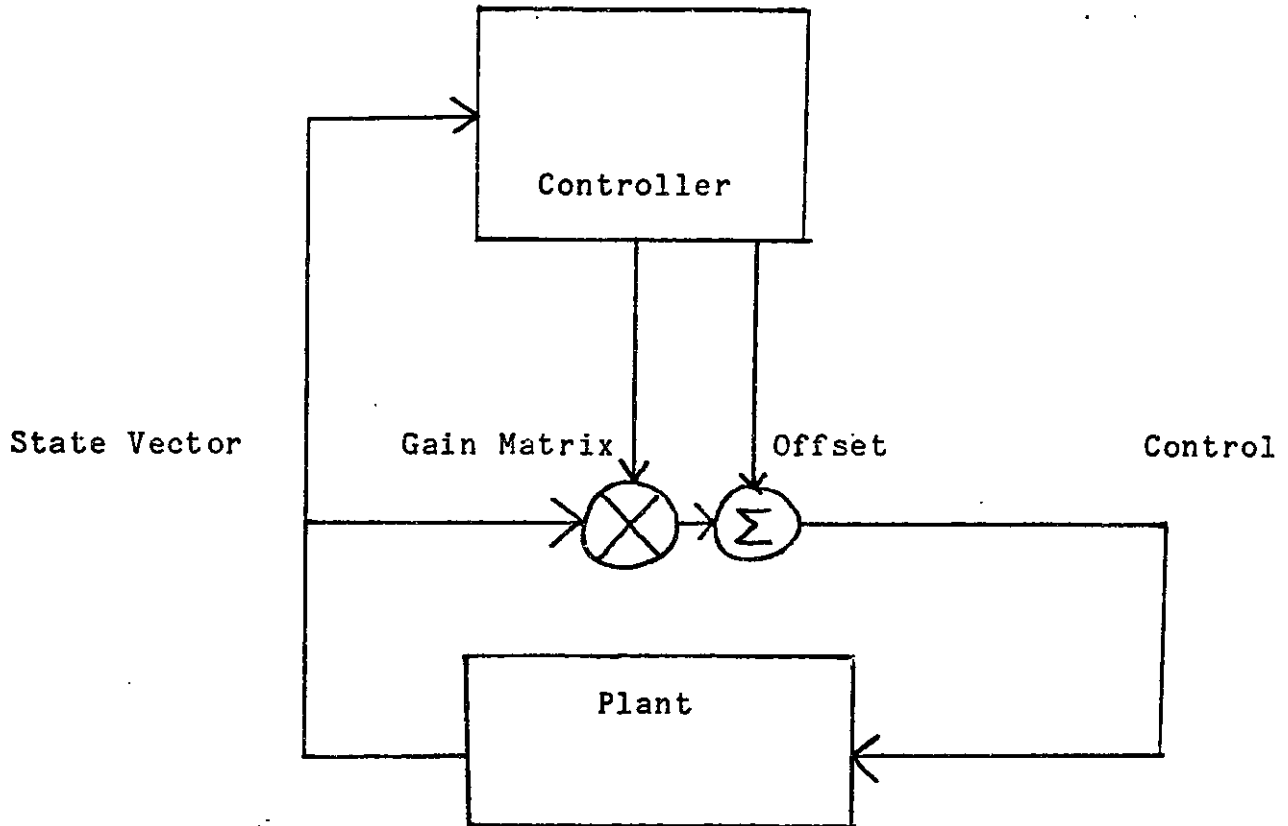 Controller
State Vector
Gain Matrix
Offset
Control
Σ
Plant